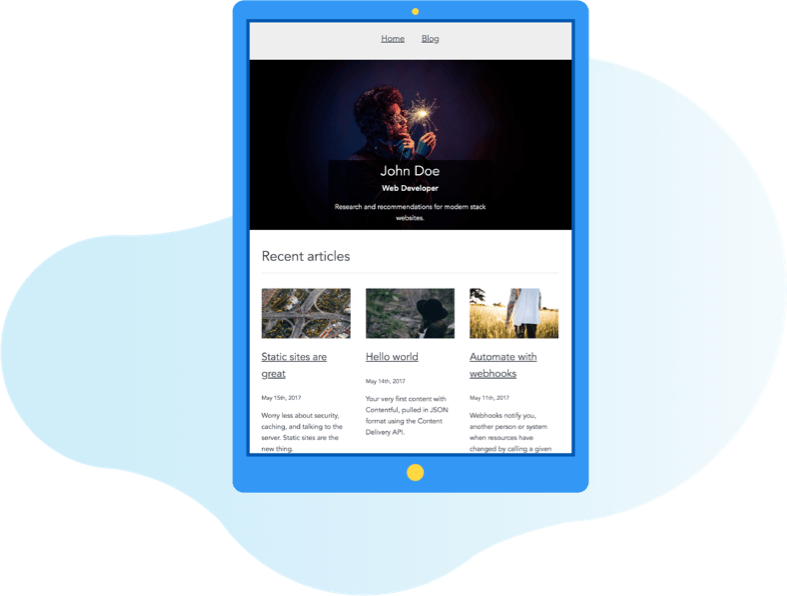 Home Blog
John Doe
Web Developer
Research and recommendations for modern stack
websites.
Recent articles
Static sites are
great
May 15th, 2017
Worry less about security,
caching, and talking to the
server. Static sites are the
new thing.
Hello world
May 14th, 2017
Your very first content with
Contentful, pulled in JSON
format using the Content
Delivery API.
Automate with
webhooks
May 11th, 2017
Webhooks notify you,
another person or system
when resources have
changed by calling a given